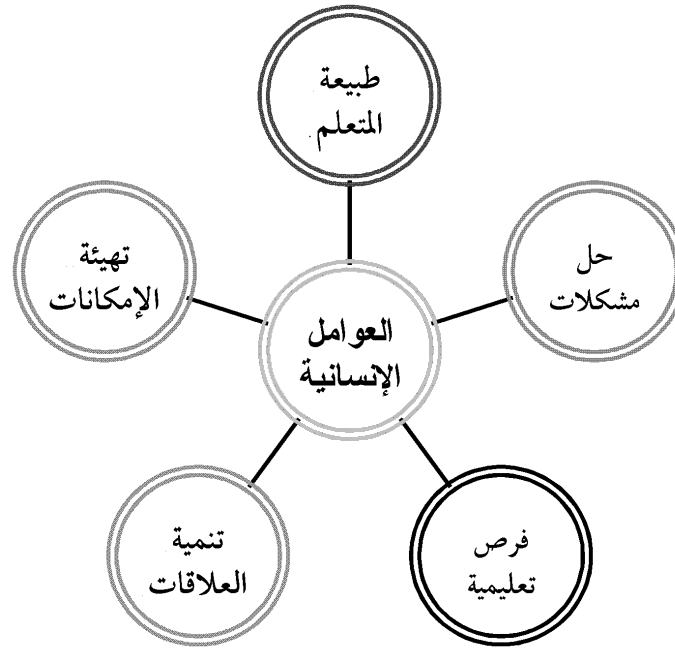 طبيعة
المتعلم
حل
مشكلات
تهيئة
الإمكانات
العوامل
الإنسانية
فرص
تعليمية
تنمية
العلاقات